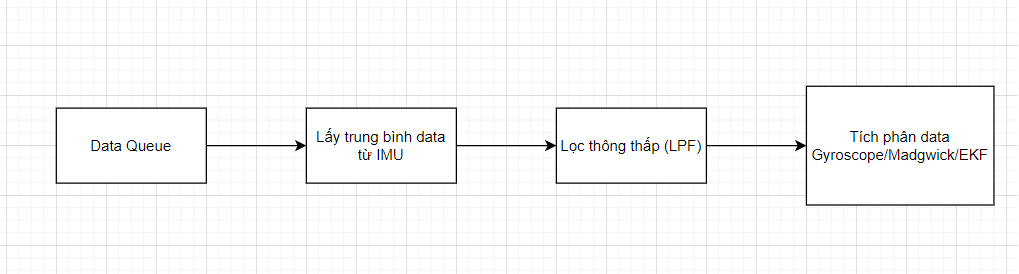 Data Queue
Lấy trung bình data
từ IMU
Lọc thông thấp (LPF)
Tích phân data
Gyroscope/Madgwick/EKF